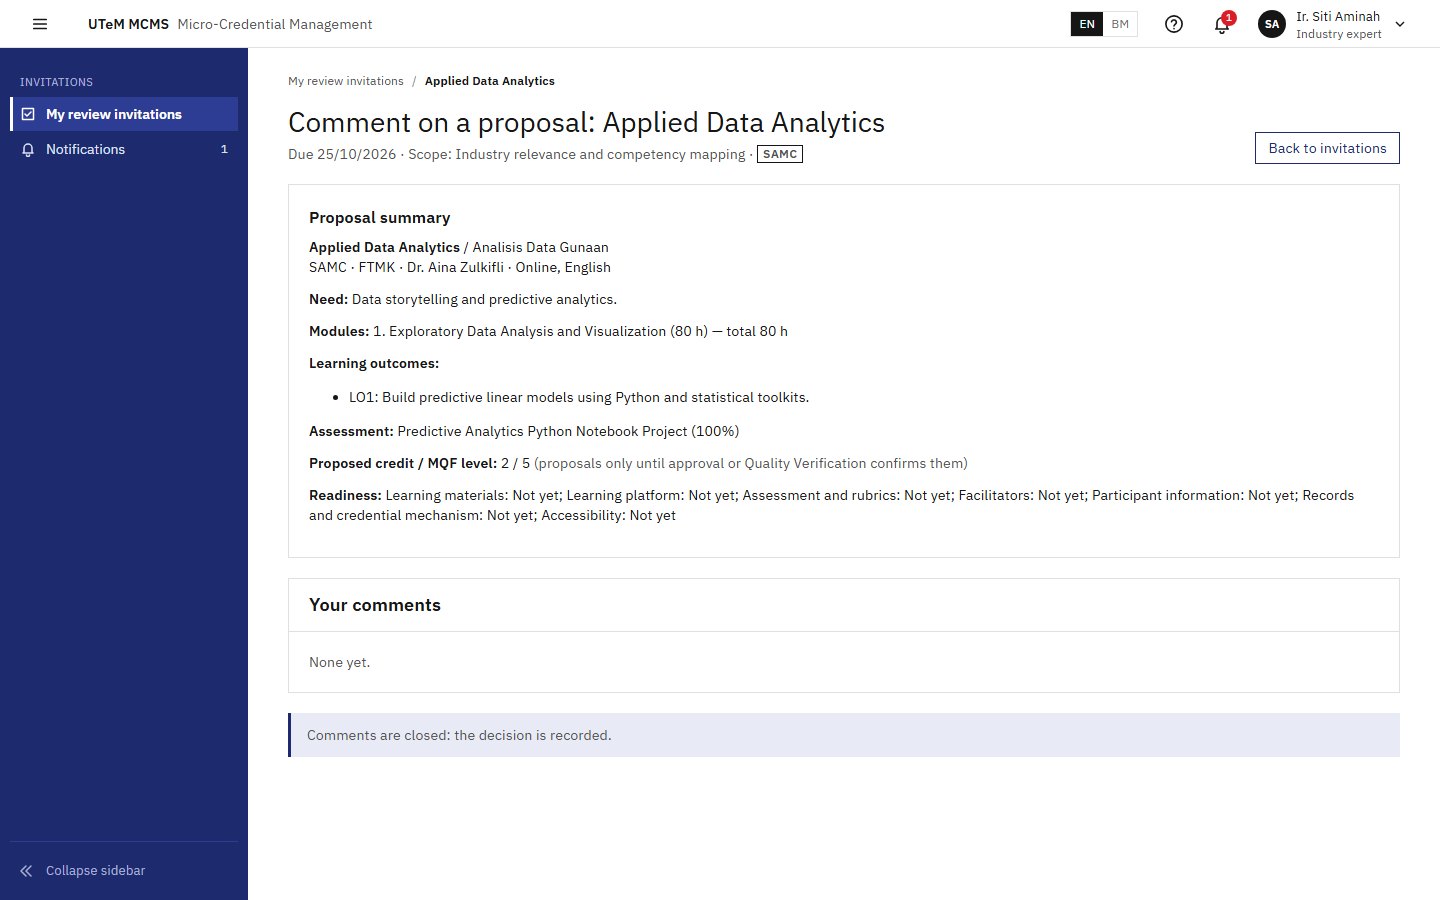 UTeM MCMS Micro-Credential Management
EN BM
1
SA
Ir. Siti Aminah
Industry expert
INVITATIONS
My review invitations
Notifications 1
Collapse sidebar
My review invitations / Applied Data Analytics
Comment on a proposal: Applied Data Analytics
Due 25/10/2026 · Scope: Industry relevance and competency mapping · SAMC
Back to invitations
Proposal summary
Applied Data Analytics / Analisis Data Gunaan
SAMC · FTMK · Dr. Aina Zulkifli · Online, English
Need: Data storytelling and predictive analytics.
Modules: 1. Exploratory Data Analysis and Visualization (80 h) — total 80 h
Learning outcomes:
• LO1: Build predictive linear models using Python and statistical toolkits.
Assessment: Predictive Analytics Python Notebook Project (100%)
Proposed credit / MQF level: 2 / 5 (proposals only until approval or Quality Verification confirms them)
Readiness: Learning materials: Not yet; Learning platform: Not yet; Assessment and rubrics: Not yet; Facilitators: Not yet; Participant information: Not yet; Records
and credential mechanism: Not yet; Accessibility: Not yet
Your comments
None yet.
Comments are closed: the decision is recorded.